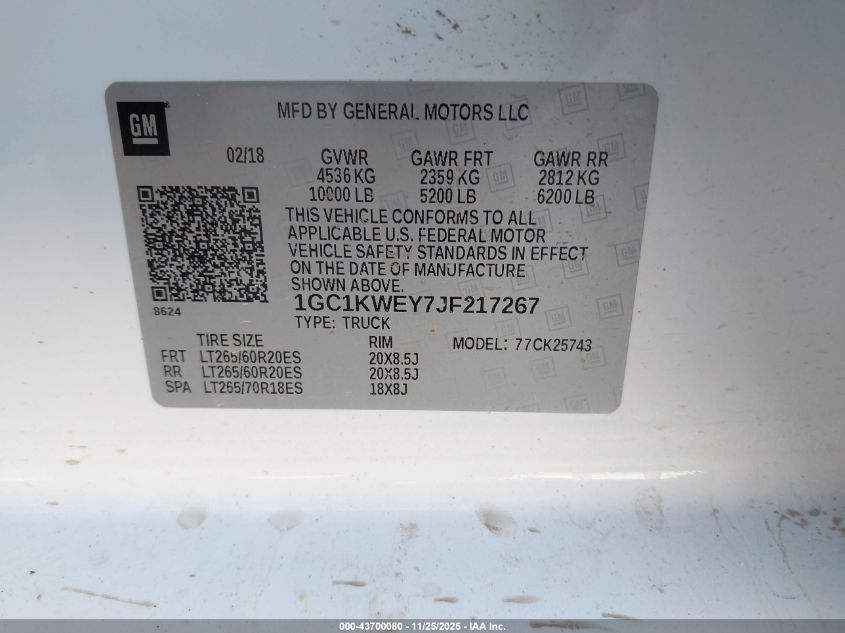 GM
MFD BY GENERAL MOTORS LLC
02/18 GVWR GAWR FRT GAWR RR
4536 KG 2359 KG 2812 KG
10000 LB 5200 LB 6200 LB
THIS VEHICLE CONFORMS TO ALL
APPLICABLE U.S. FEDERAL MOTOR
VEHICLE SAFETY STANDARDS IN EFFECT
ON THE DATE OF MANUFACTURE
SHOWN ABOVE.
8624
1GC1KWEY7JF217267
TYPE: TRUCK
TIRE SIZE RIM MODEL: 77CK25743
FRT LT265/60R20ES 20X8.5J
RR LT265/60R20ES 20X8.5J
SPA LT265/70R18ES 18X8J
000-43700080 - 11/25/2025 - IAA Inc.